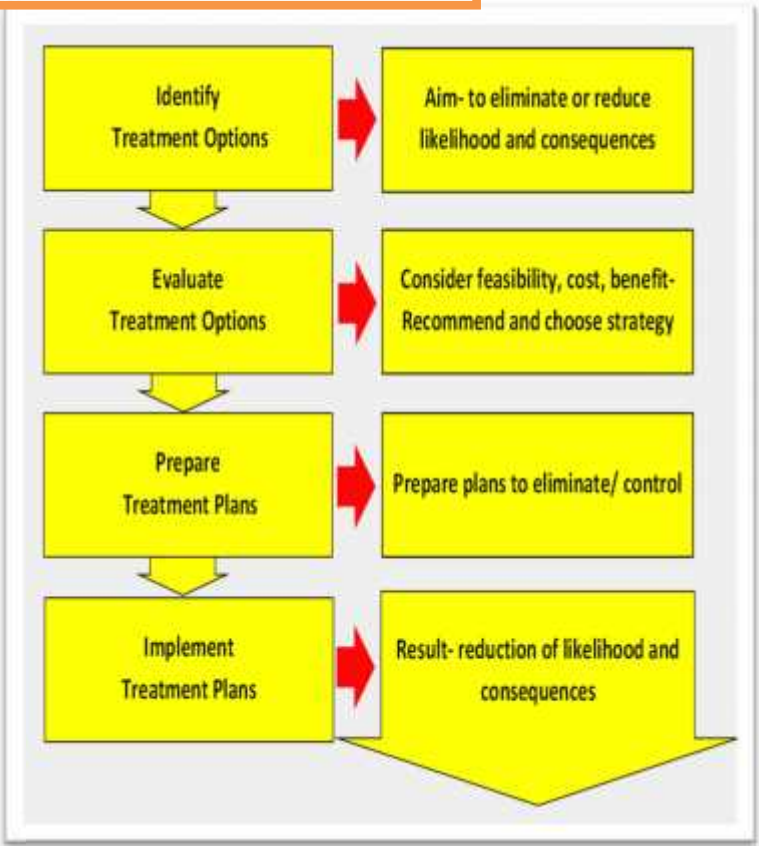 Identify
Treatment Options
Aim- to eliminate or reduce
likelihood and consequences
Evaluate
Treatment Options
Consider feasibility, cost, benefit-
Recommend and choose strategy
Prepare
Treatment Plans
Prepare plans to eliminate/ control
Implement
Treatment Plans
Result- reduction of likelihood and
consequences